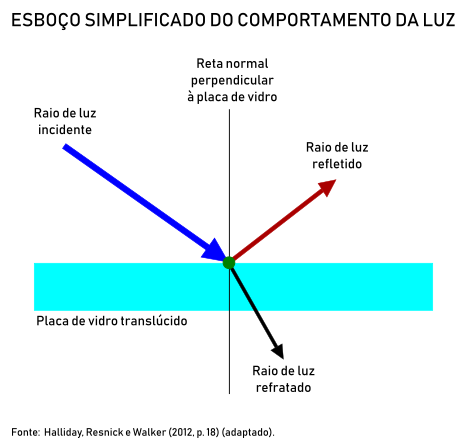 ESBOÇO SIMPLIFICADO DO COMPORTAMENTO DA LUZ
Reta normal
perpendicular
à placa de vidro
Raio de luz
incidente
Raio de luz
refletido
Placa de vidro translúcido
Raio de luz
refratado
Fonte: Halliday, Resnick e Walker (2012, p. 18) (adaptado).